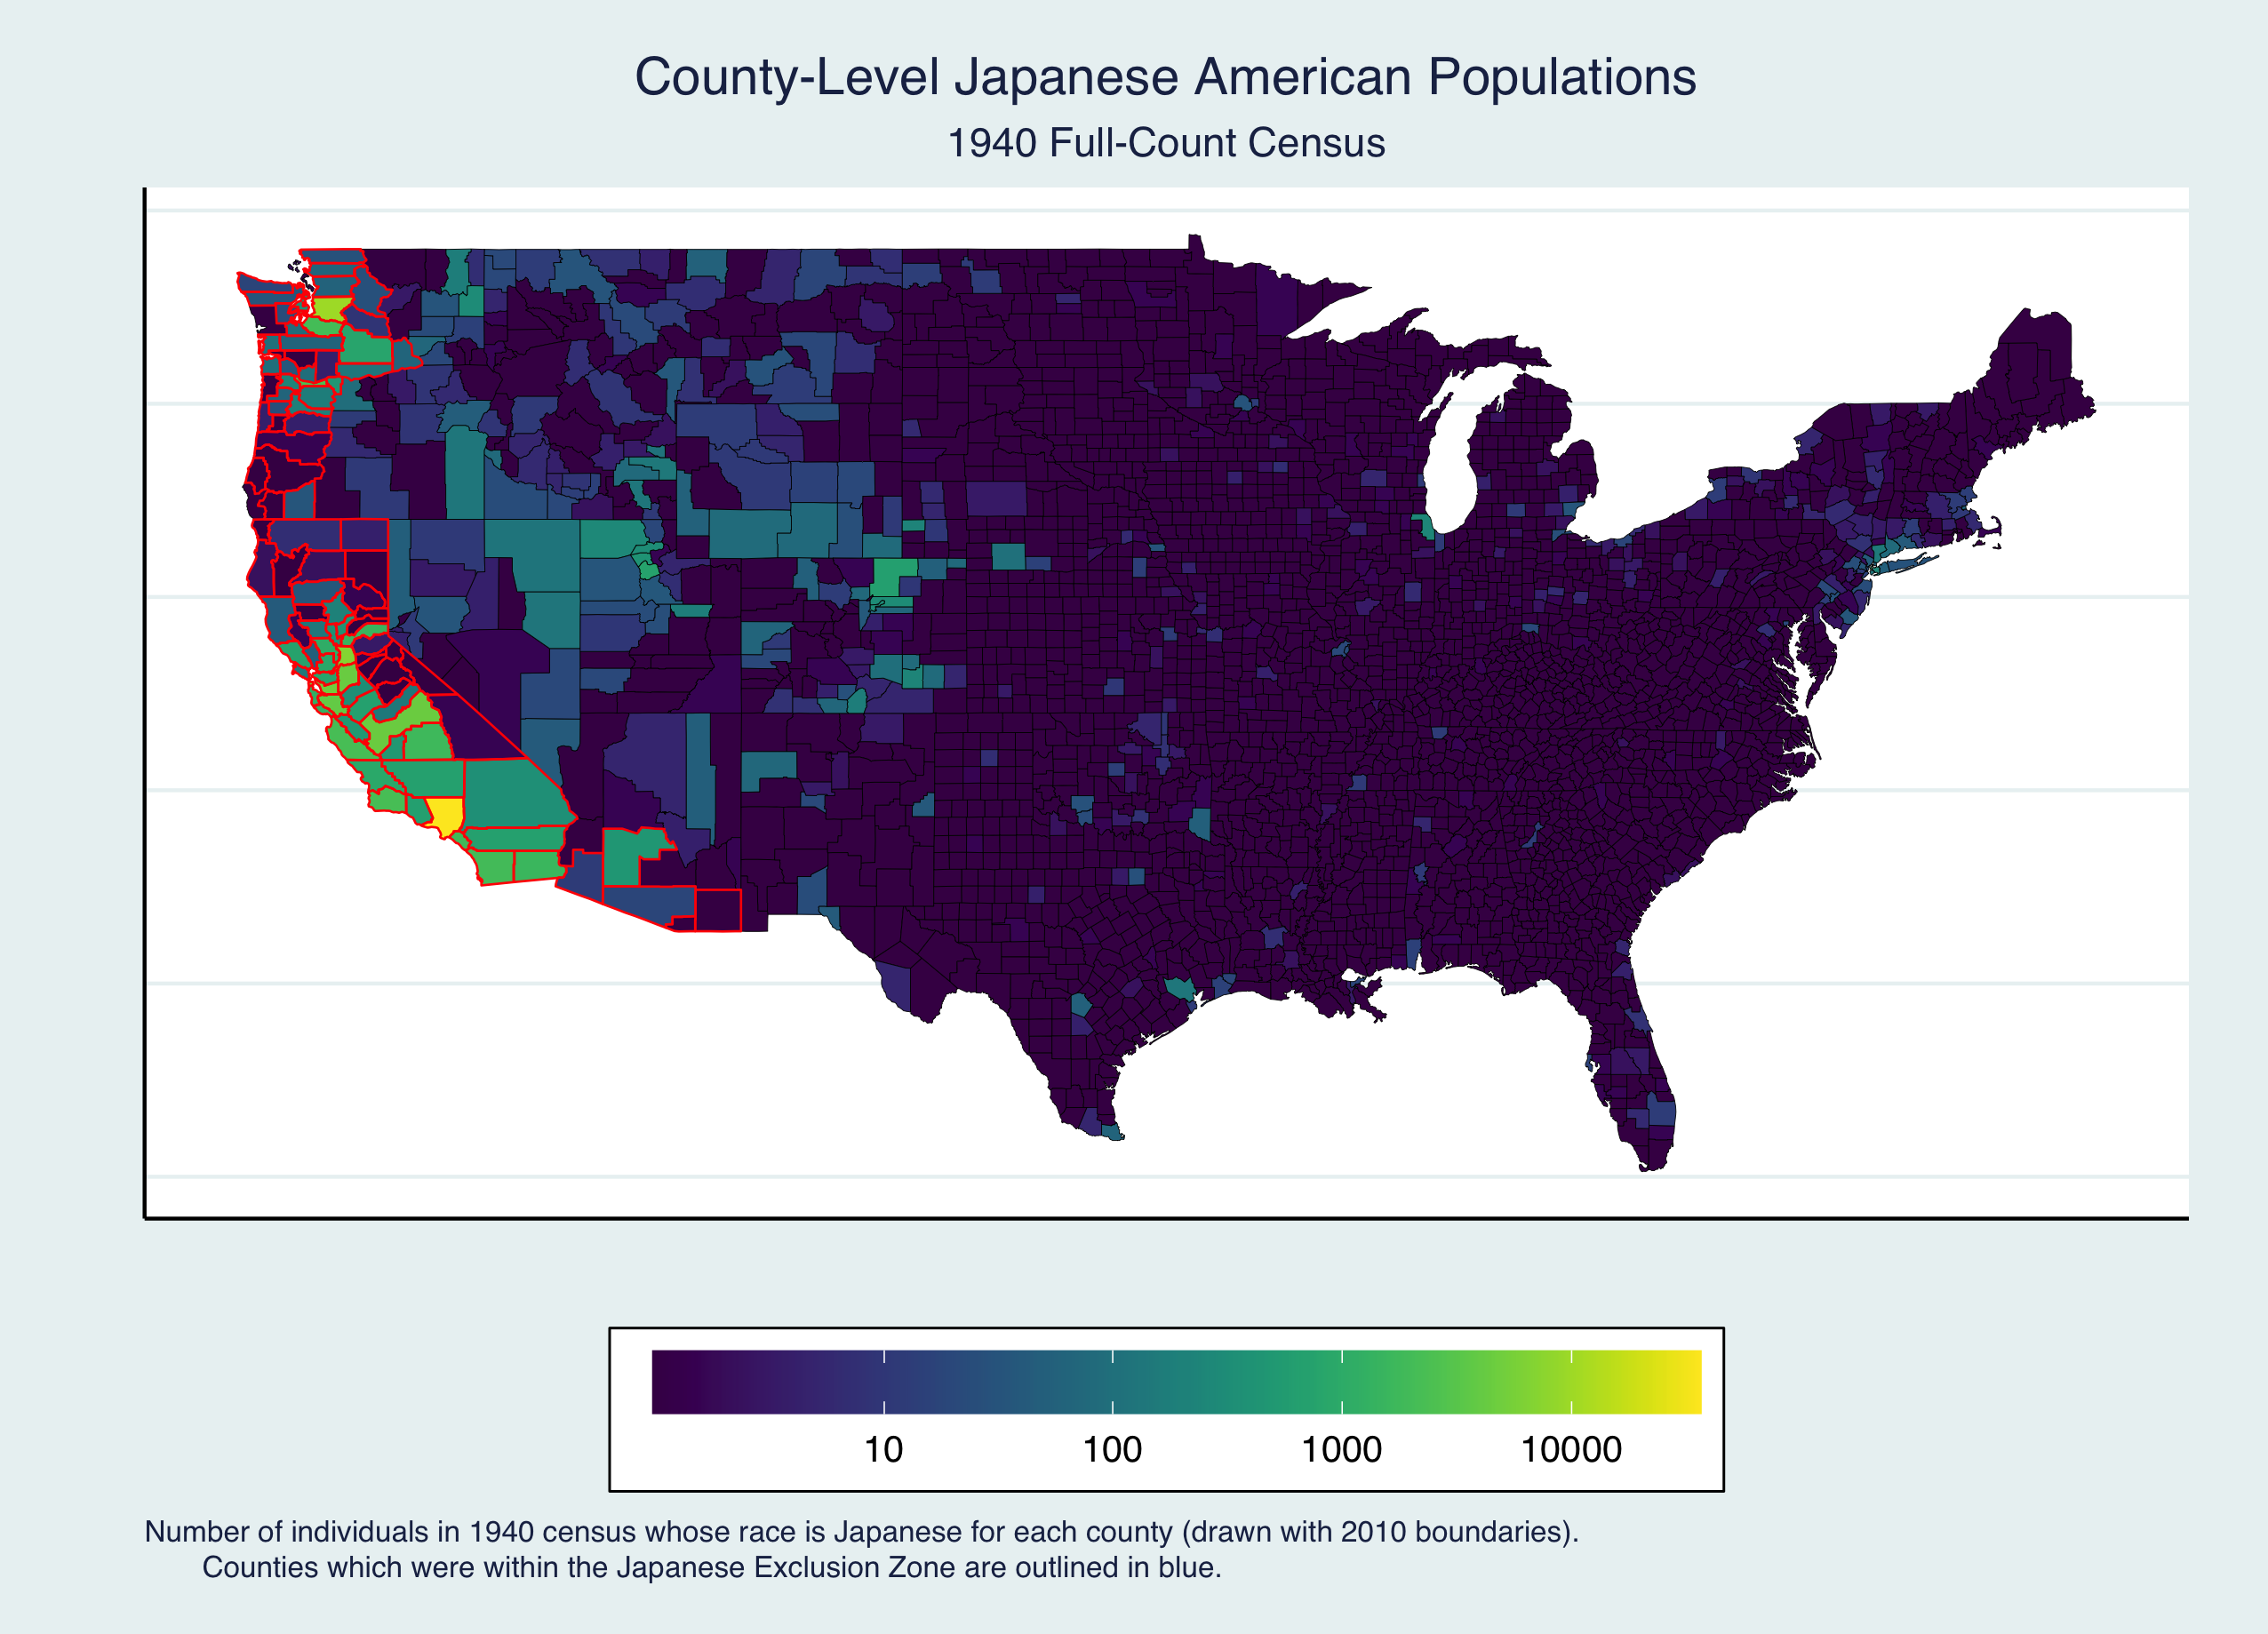 County-Level Japanese American Populations
1940 Full-Count Census
10 100 1000 10000
Number of individuals in 1940 census whose race is Japanese for each county (drawn with 2010 boundaries).
Counties which were within the Japanese Exclusion Zone are outlined in blue.